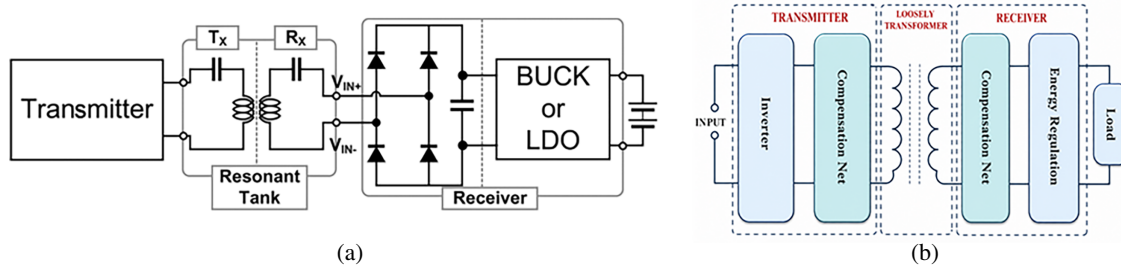 Transmitter
TX
RX
VIN+
VIN-
Resonant
Tank
BUCK
or
LDO
Receiver
(a)
(b)
TRANSMITTER
LOOSELY
TRANSFORMER
RECEIVER
INPUT
Inverter
Compensation Net
Compensation Net
Energy Regulation
Load